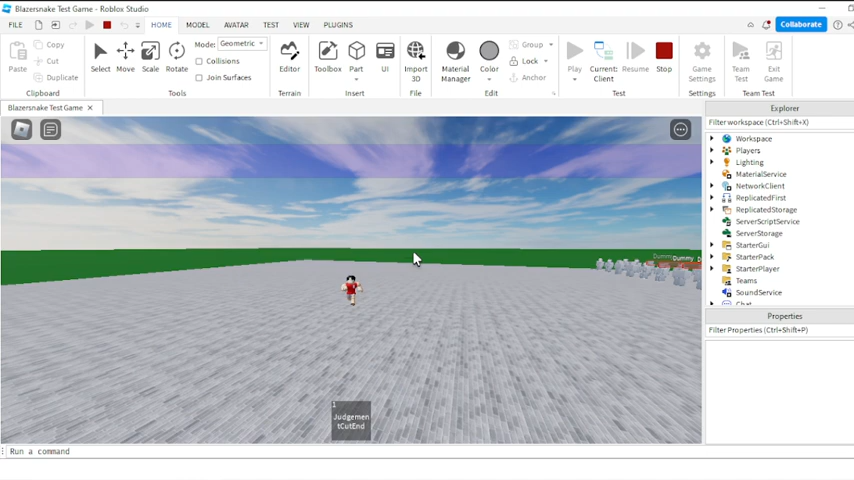 Blazersnake Test Game - Roblox Studio
FILE HOME MODEL AVATAR TEST VIEW PLUGINS Collaborate
Paste Copy Cut Duplicate
Clipboard
Select Move Scale Rotate
Mode: Geometric
Collisions
Join Surfaces
Tools
Editor
Terrain
Toolbox Part UI
Insert
Import 3D
File
Material Manager Color
Group
Lock
Anchor
Edit
Play Current: Client Resume Stop
Test
Game Settings
Settings
Team Test Exit Game
Team Test
Blazersnake Test Game
Explorer
Filter workspace (Ctrl+Shift+X)
Workspace
Players
Lighting
MaterialService
NetworkClient
ReplicatedFirst
ReplicatedStorage
ServerScriptService
ServerStorage
StarterGui
StarterPack
StarterPlayer
Teams
SoundService
Chat
Properties
Filter Properties (Ctrl+Shift+P)
Dummy
1
Judgemen
tCutEnd
Run a command